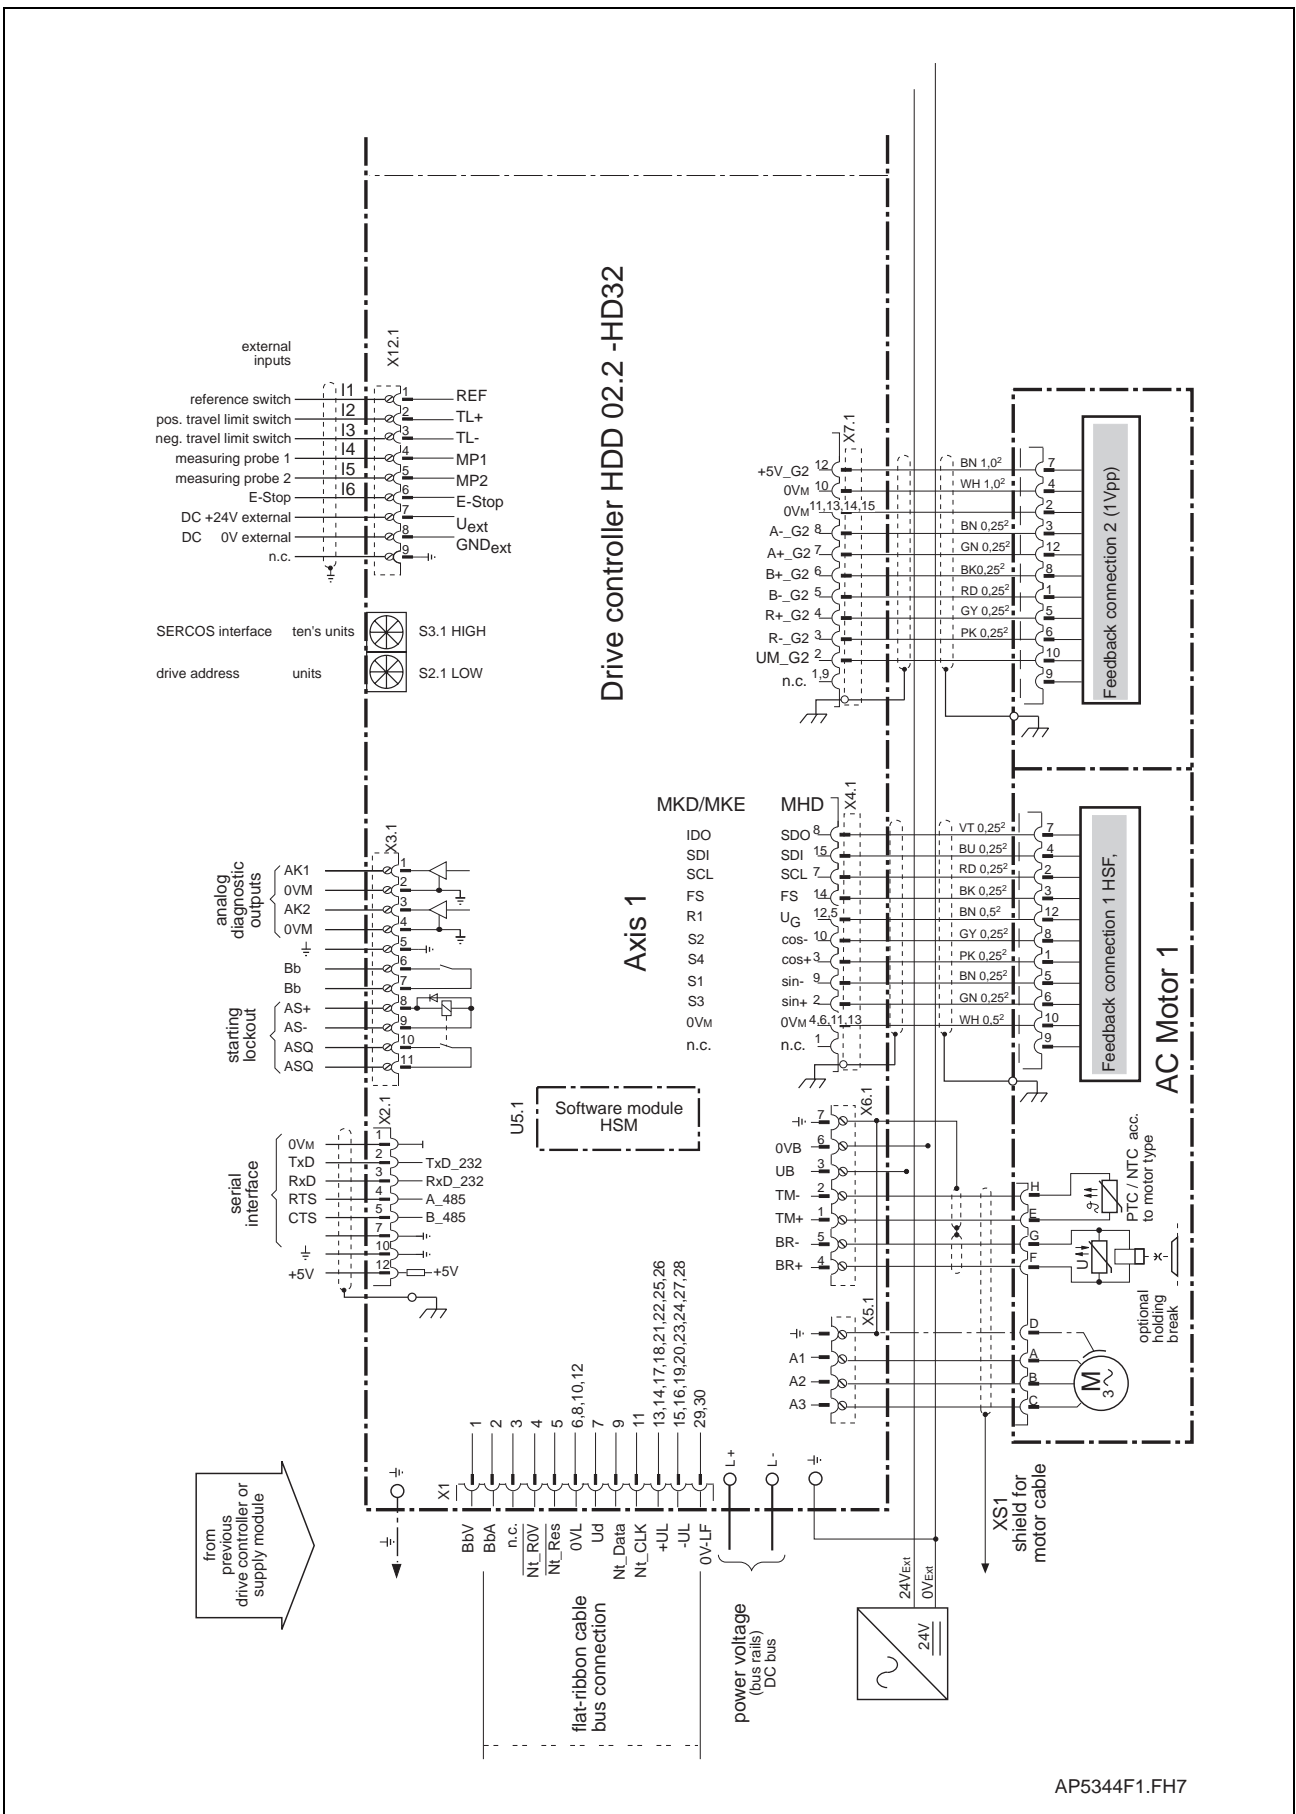 external
inputs
X12.1
reference switch I1 1 REF
pos. travel limit switch I2 2 TL+
neg. travel limit switch I3 3 TL-
measuring probe 1 I4 4 MP1
measuring probe 2 I5 5 MP2
E-Stop I6 6 E-Stop
DC +24V external 7 Uext
DC 0V external 8 GNDext
n.c. 9
SERCOS interface ten's units S3.1 HIGH
drive address units S2.1 LOW
Drive controller HDD 02.2 -HD32
X7.1
+5V_G2 12 BN 1,0² 7
0VM 10 WH 1,0² 4
0VM 11,13,14,15 2
A-_G2 8 BN 0,25² 3
A+_G2 7 GN 0,25² 12
B+_G2 6 BK0,25² 8
B-_G2 5 RD 0,25² 1
R+_G2 4 GY 0,25² 5
R-_G2 3 PK 0,25² 6
UM_G2 2 10
n.c. 1,9 9
Feedback connection 2 (1Vpp)
X3.1
analog
diagnostic
outputs
AK1 1
0VM 2
AK2 3
0VM 4
5
Bb 6
Bb 7
starting
lockout
AS+ 8
AS- 9
ASQ 10
ASQ 11
Axis 1
MKD/MKE MHD X4.1
IDO SDO 8 VT 0,25² 7
SDI SDI 15 BU 0,25² 4
SCL SCL 7 RD 0,25² 2
FS FS 14 BK 0,25² 3
R1 UG 12,5 BN 0,5² 12
S2 cos- 10 GY 0,25² 8
S4 cos+ 3 PK 0,25² 1
S1 sin- 9 BN 0,25² 5
S3 sin+ 2 GN 0,25² 6
0VM 0VM 4,6,11,13 WH 0,5² 10
n.c. n.c. 1 9
Feedback connection 1 HSF,
AC Motor 1
U5.1
Software module
HSM
X2.1
serial
interface
0VM 1
TxD 2 TxD_232
RxD 3 RxD_232
RTS 4 A_485
CTS 5 B_485
7
10
+5V 12 +5V
X6.1
7
0VB 6
UB 3
TM- 2 H
TM+ 1 E
BR- 5 G
BR+ 4 F
PTC / NTC acc.
to motor type
ϑ
U
optional
holding
break
X5.1
D
A1 A
A2 B
A3 C
M
3~
from
previous
drive controller or
supply module
X1
BbV 1
BbA 2
n.c. 3
Nt_R0V 4
Nt_Res 5
0VL 6,8,10,12
Ud 7
Nt_Data 9
Nt_CLK 11
+UL 13,14,17,18,21,22,25,26
-UL 15,16,19,20,23,24,27,28
0V-LF 29,30
flat-ribbon cable
bus connection
L+
L-
power voltage
(bus rails)
DC bus
24VExt
0VExt
24V
XS1
shield for
motor cable
AP5344F1.FH7